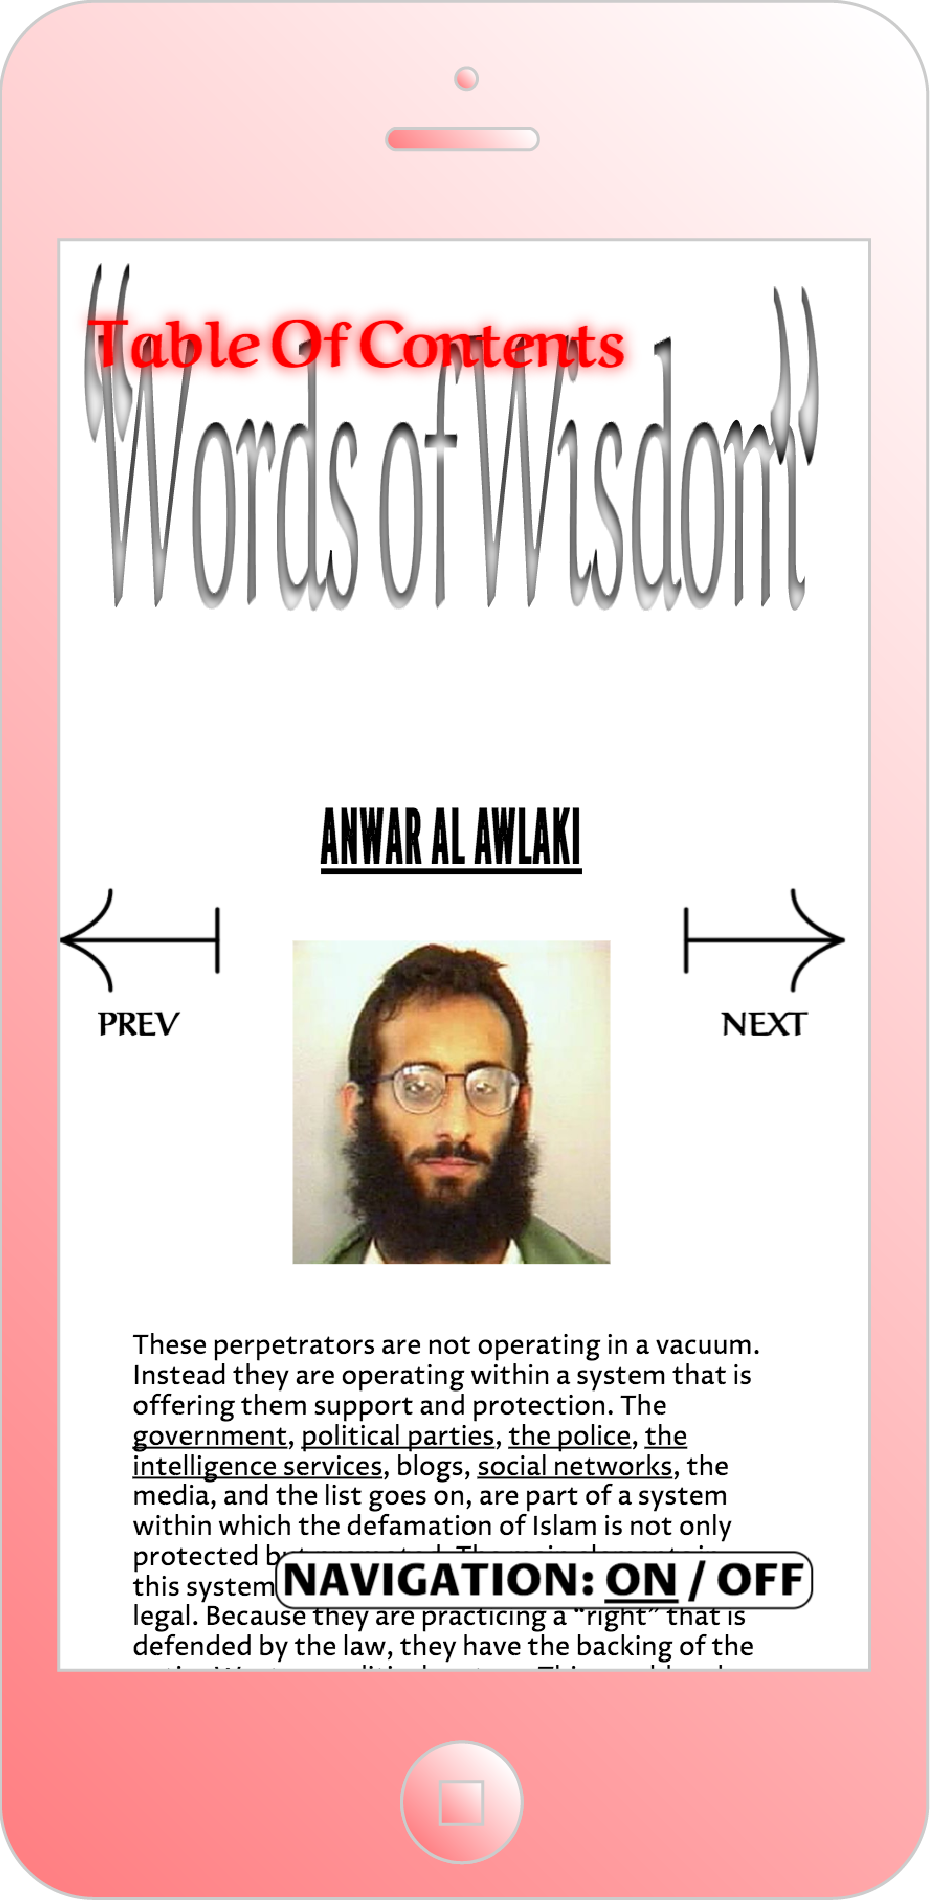 Table Of Contents
“Words of Wisdom”
ANWAR AL AWLAKI
PREV
NEXT
These perpetrators are not operating in a vacuum.
Instead they are operating within a system that is
offering them support and protection. The
government, political parties, the police, the
intelligence services, blogs, social networks, the
media, and the list goes on, are part of a system
within which the defamation of Islam is not only
protected
this system
NAVIGATION: ON / OFF
legal. Because they are practicing a “right” that is
defended by the law, they have the backing of the